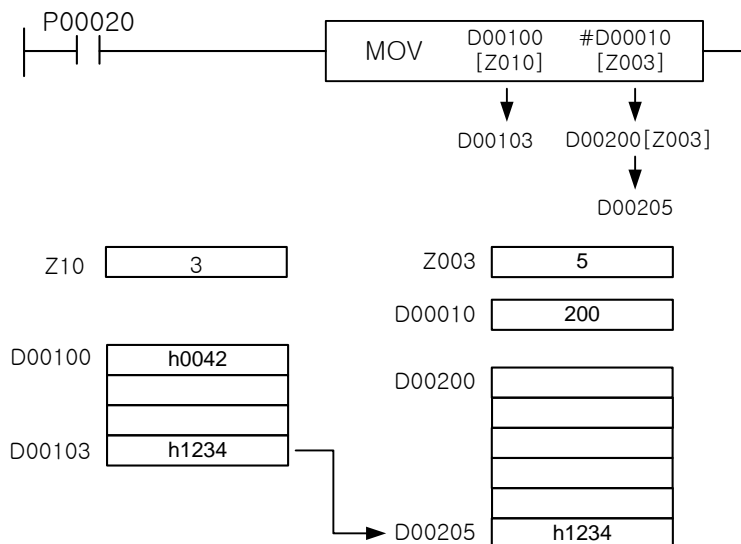 P00020
MOV D00100 #D00010
[Z010] [Z003]
D00103 D00200[Z003]
D00205
Z10 3 Z003 5
D00010 200
D00100 h0042 D00200
D00103 h1234
D00205 h1234